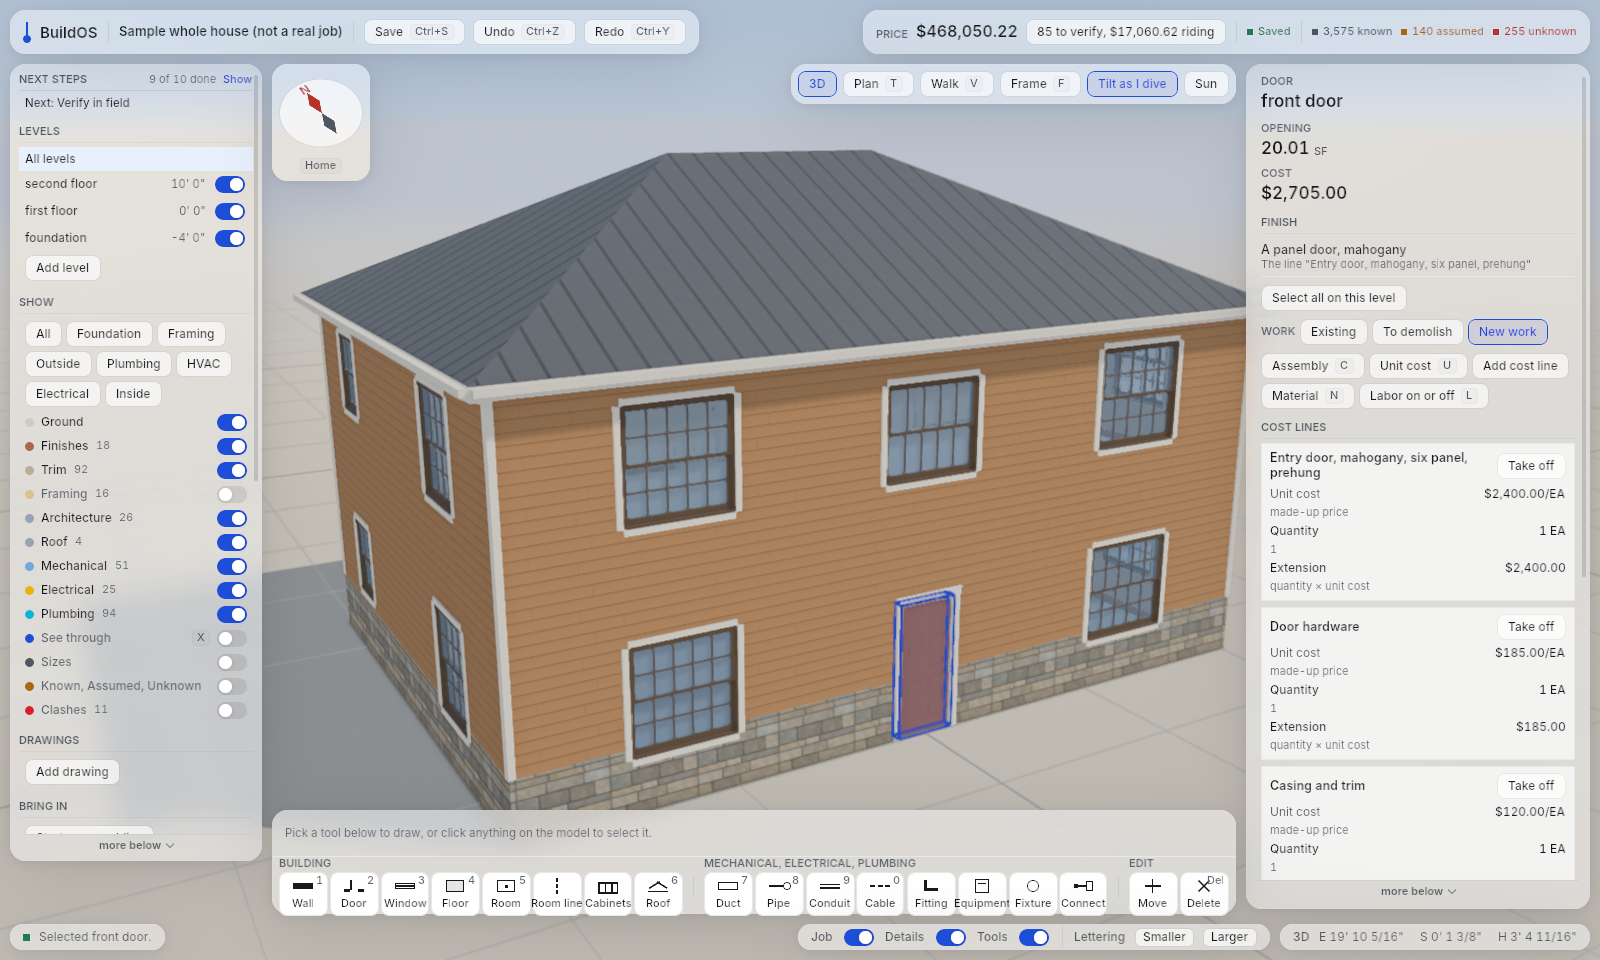 BuildOS
Sample whole house (not a real job)
Save Ctrl+S
Undo Ctrl+Z
Redo Ctrl+Y
PRICE $468,050.22
85 to verify, $17,060.62 riding
Saved
3,575 known
140 assumed
255 unknown
NEXT STEPS 9 of 10 done Show
Next: Verify in field
LEVELS
All levels
second floor 10' 0"
first floor 0' 0"
foundation -4' 0"
Add level
SHOW
All Foundation Framing
Outside Plumbing HVAC
Electrical Inside
Ground
Finishes 18
Trim 92
Framing 16
Architecture 26
Roof 4
Mechanical 51
Electrical 25
Plumbing 94
See through X
Sizes
Known, Assumed, Unknown
Clashes 11
DRAWINGS
Add drawing
BRING IN
more below
N
Home
3D
Plan T
Walk V
Frame F
Tilt as I dive
Sun
DOOR
front door
OPENING
20.01 SF
COST
$2,705.00
FINISH
A panel door, mahogany
The line "Entry door, mahogany, six panel, prehung"
Select all on this level
WORK Existing To demolish New work
Assembly C Unit cost U Add cost line
Material N Labor on or off L
COST LINES
Entry door, mahogany, six panel,
prehung
Take off
Unit cost $2,400.00/EA
made-up price
Quantity 1 EA
1
Extension $2,400.00
quantity × unit cost
Door hardware Take off
Unit cost $185.00/EA
made-up price
Quantity 1 EA
1
Extension $185.00
quantity × unit cost
Casing and trim Take off
Unit cost $120.00/EA
made-up price
Quantity 1 EA
1
more below
Pick a tool below to draw, or click anything on the model to select it.
BUILDING
1 Wall
2 Door
3 Window
4 Floor
5 Room
Room line
Cabinets
6 Roof
MECHANICAL, ELECTRICAL, PLUMBING
7 Duct
8 Pipe
9 Conduit
0 Cable
Fitting
Equipment
Fixture
Connect
EDIT
Move
Del Delete
Selected front door.
Job Details Tools Lettering Smaller Larger
3D E 19' 10 5/16" S 0' 1 3/8" H 3' 4 11/16"